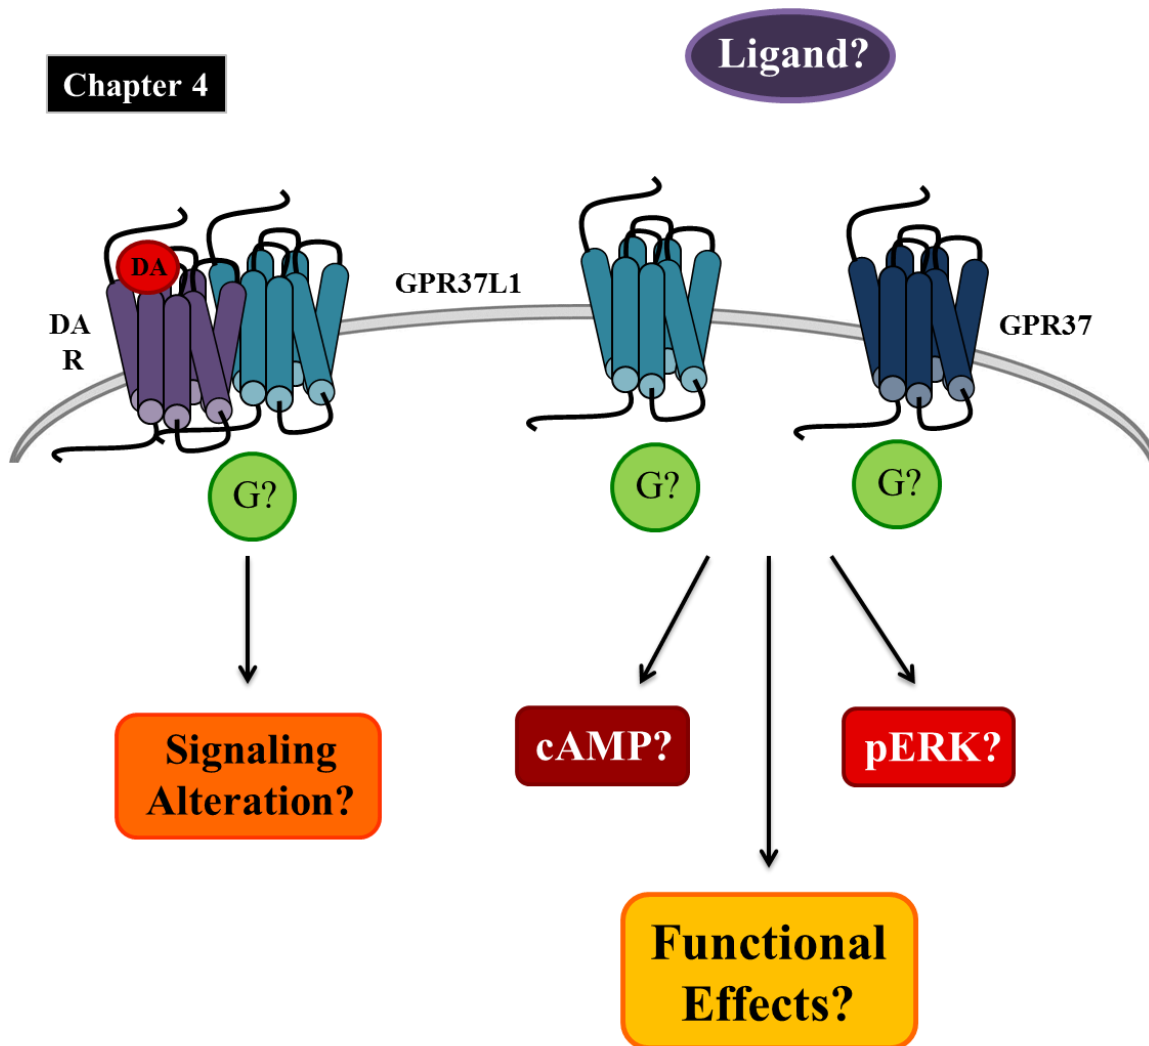 Ligand?
Chapter 4
DA
GPR37L1
DA
R
GPR37
G?
G?
G?
Signaling
Alteration?
cAMP?
pERK?
Functional
Effects?